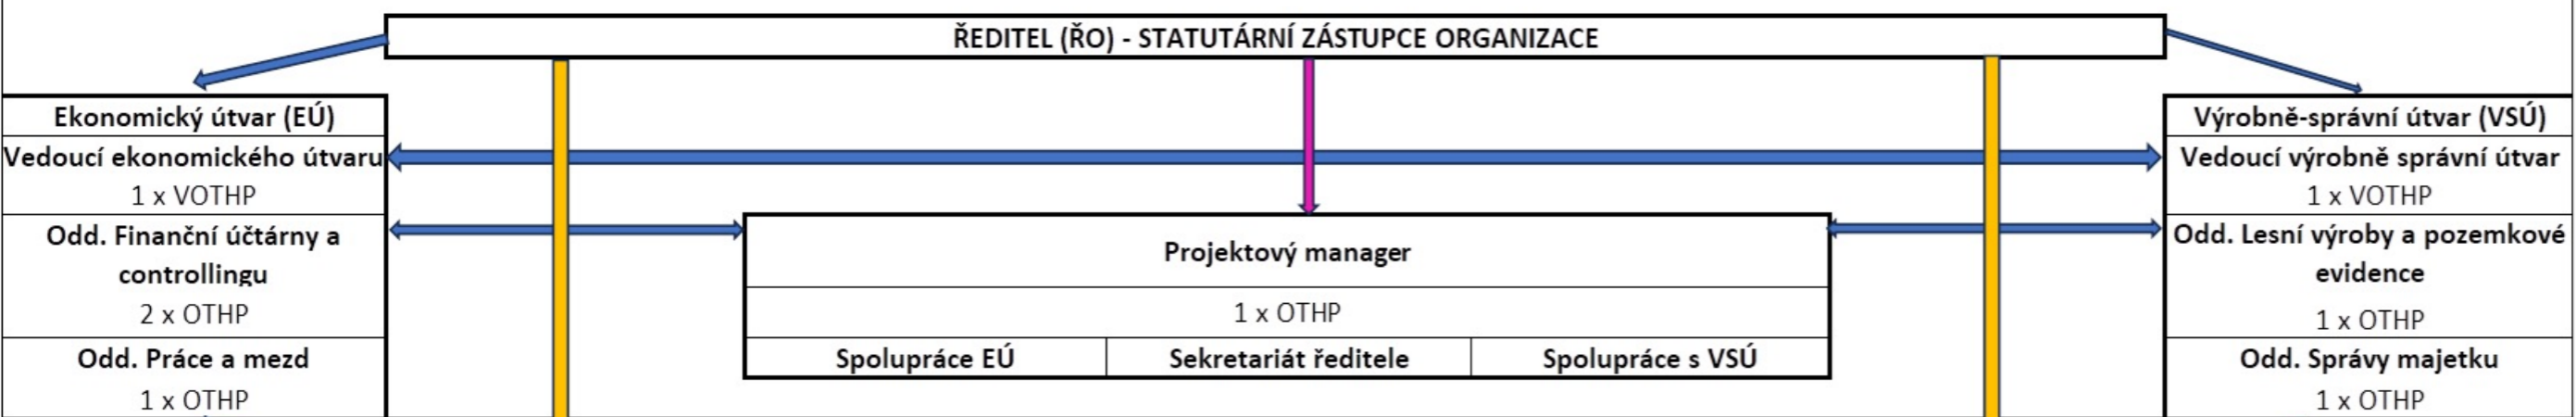 ŘEDITEL (ŘO) - STATUTÁRNÍ ZÁSTUPCE ORGANIZACE
Ekonomický útvar (EÚ)
Vedoucí ekonomického útvaru
1 x VOTHP
Odd. Finanční účtárny a
controllingu
2 x OTHP
Odd. Práce a mezd
1 x OTHP
Projektový manager
1 x OTHP
Spolupráce EÚ
Sekretariát ředitele
Spolupráce s VSÚ
Výrobně-správní útvar (VSÚ)
Vedoucí výrobně správní útvar
1 x VOTHP
Odd. Lesní výroby a pozemkové
evidence
1 x OTHP
Odd. Správy majetku
1 x OTHP